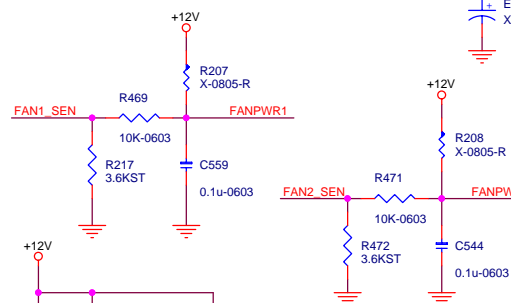 +12V
E
X
R207
X-0805-R
R469
FAN1_SEN
FANPWR1
10K-0603
R217
3.6KST
C559
0.1u-0603
+12V
R208
X-0805-R
R471
FAN2_SEN
FANPW
10K-0603
R472
3.6KST
C544
0.1u-0603
+12V